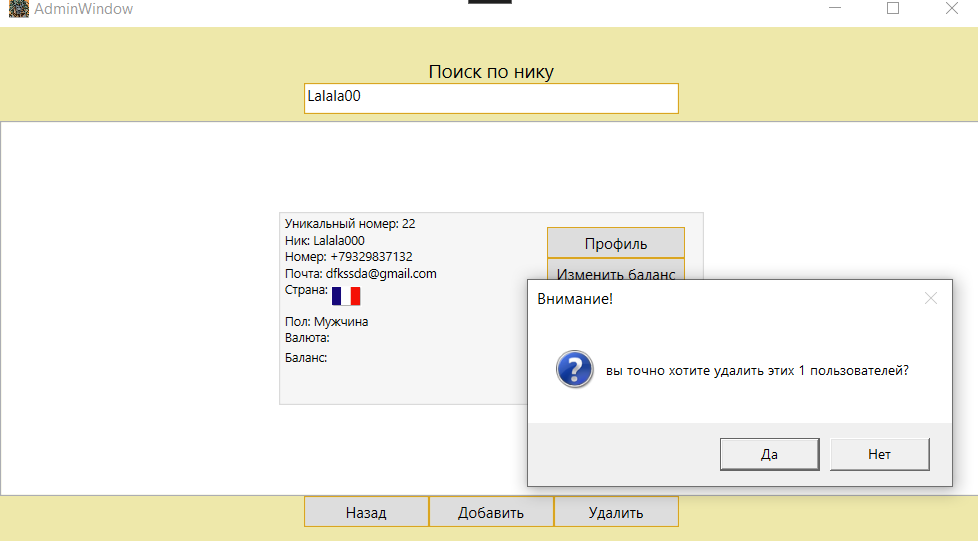 AdminWindow
Поиск по нику
Lalala00
Уникальный номер: 22
Ник: Lalala000
Номер: +79329837132
Почта: dfkssda@gmail.com
Страна:
Пол: Мужчина
Валюта:
Баланс:
Профиль
Изменить баланс
Внимание!
вы точно хотите удалить этих 1 пользователей?
Да
Нет
Назад
Добавить
Удалить